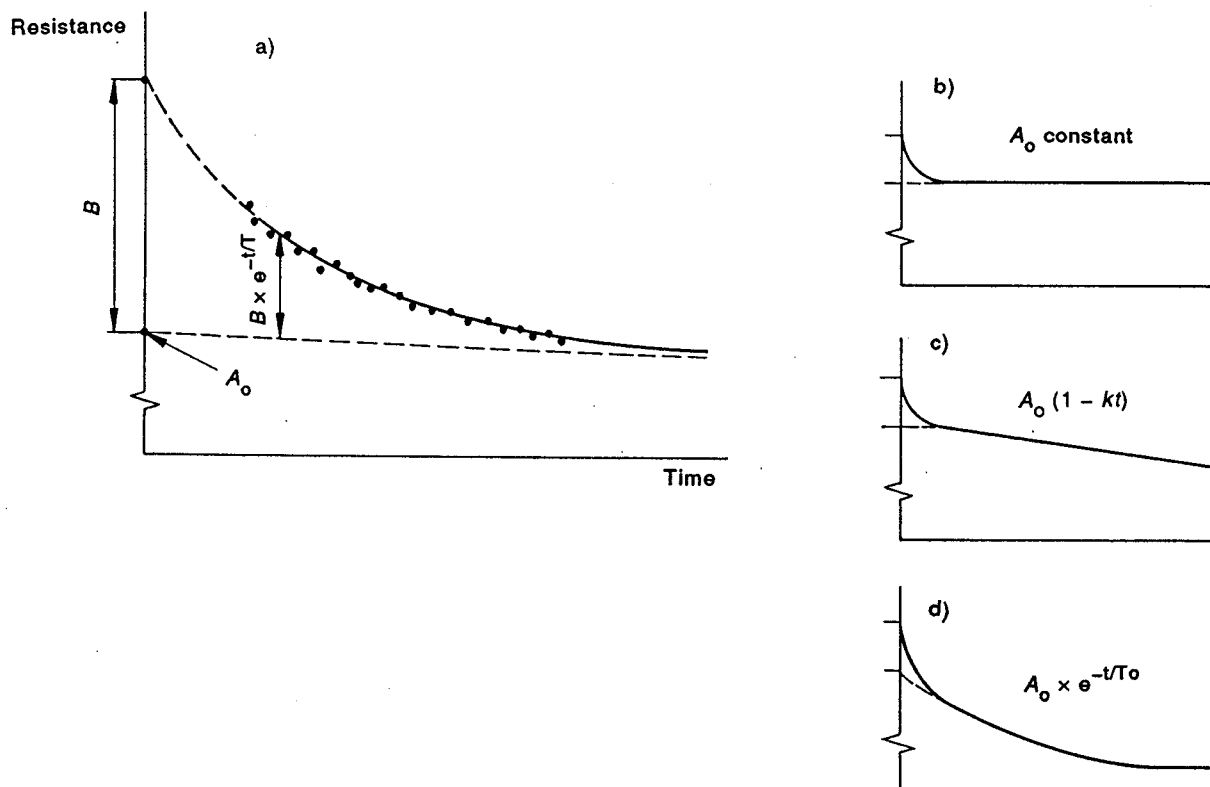 Resistance
a)
B
B × e^–t/T
A₀
Time
b)
A₀ constant
c)
A₀ (1 – kt)
d)
A₀ × e^–t/To